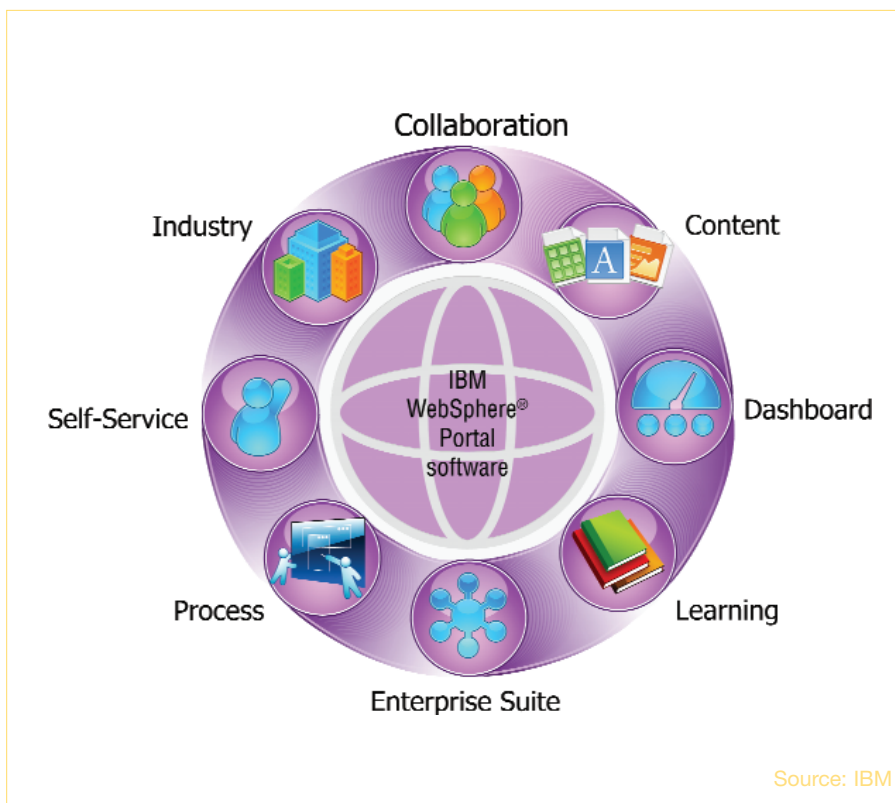 Collaboration
Industry
Content
A
IBM
WebSphere®
Portal
software
Self-Service
Dashboard
Process
Learning
Enterprise Suite
Source: IBM